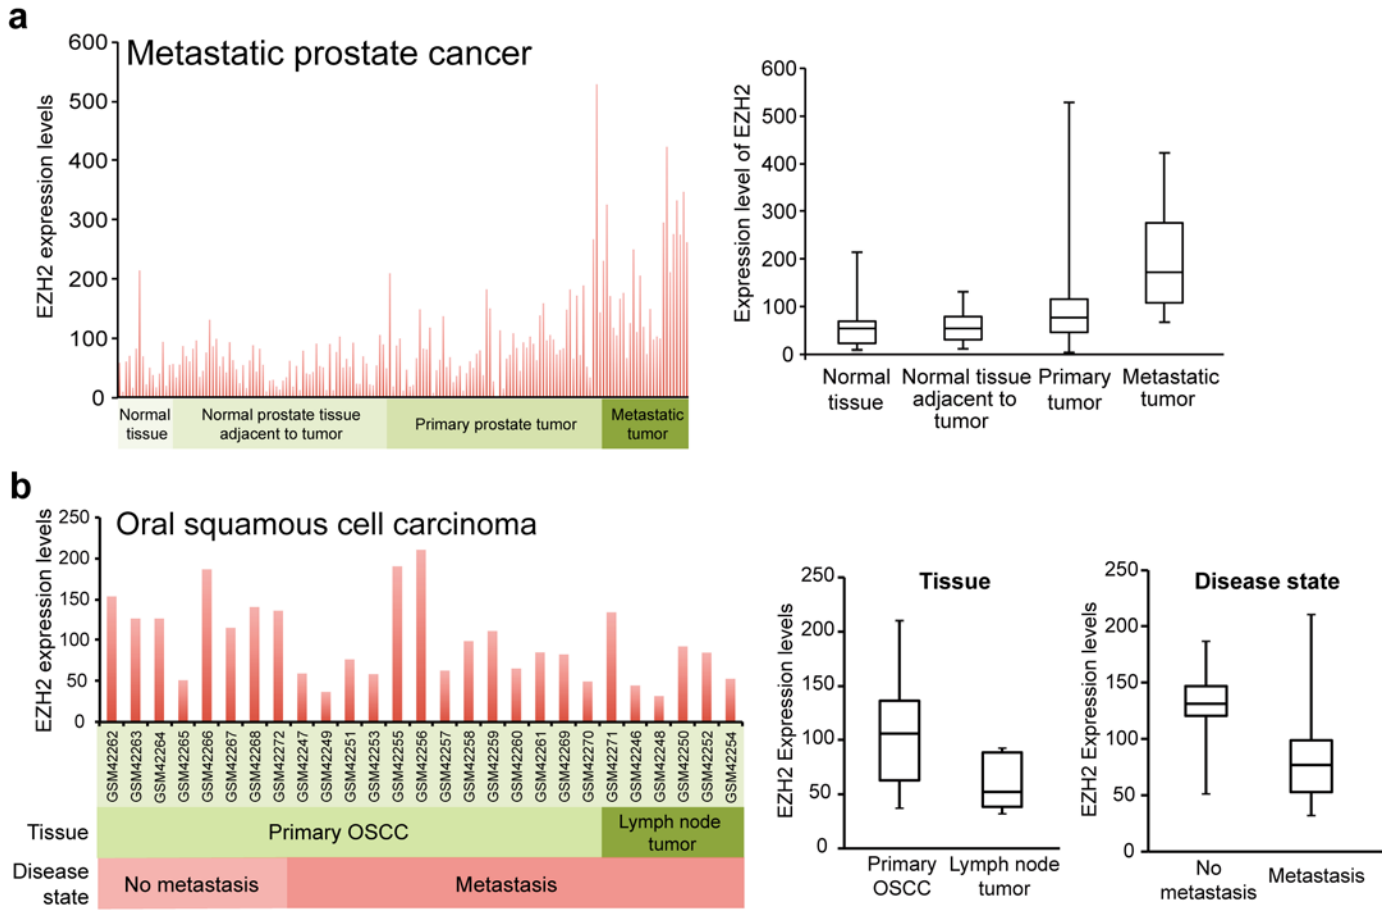 a
Metastatic prostate cancer
EZH2 expression levels
600
500
400
300
200
100
0
Normal
tissue
Normal prostate tissue
adjacent to tumor
Primary prostate tumor
Metastatic
tumor
Expression level of EZH2
600
500
400
300
200
100
0
Normal
tissue
Normal tissue
adjacent to
tumor
Primary
tumor
Metastatic
tumor
b
Oral squamous cell carcinoma
EZH2 expression levels
250
200
150
100
50
0
GSM42262
GSM42263
GSM42264
GSM42265
GSM42266
GSM42267
GSM42268
GSM42272
GSM42247
GSM42249
GSM42251
GSM42253
GSM42255
GSM42256
GSM42257
GSM42258
GSM42259
GSM42260
GSM42261
GSM42269
GSM42270
GSM42271
GSM42246
GSM42248
GSM42250
GSM42252
GSM42254
Tissue
Primary OSCC
Lymph node
tumor
Disease
state
No metastasis
Metastasis
Tissue
EZH2 Expression levels
250
200
150
100
50
0
Primary
OSCC
Lymph node
tumor
Disease state
EZH2 Expression levels
250
200
150
100
50
0
No
metastasis
Metastasis